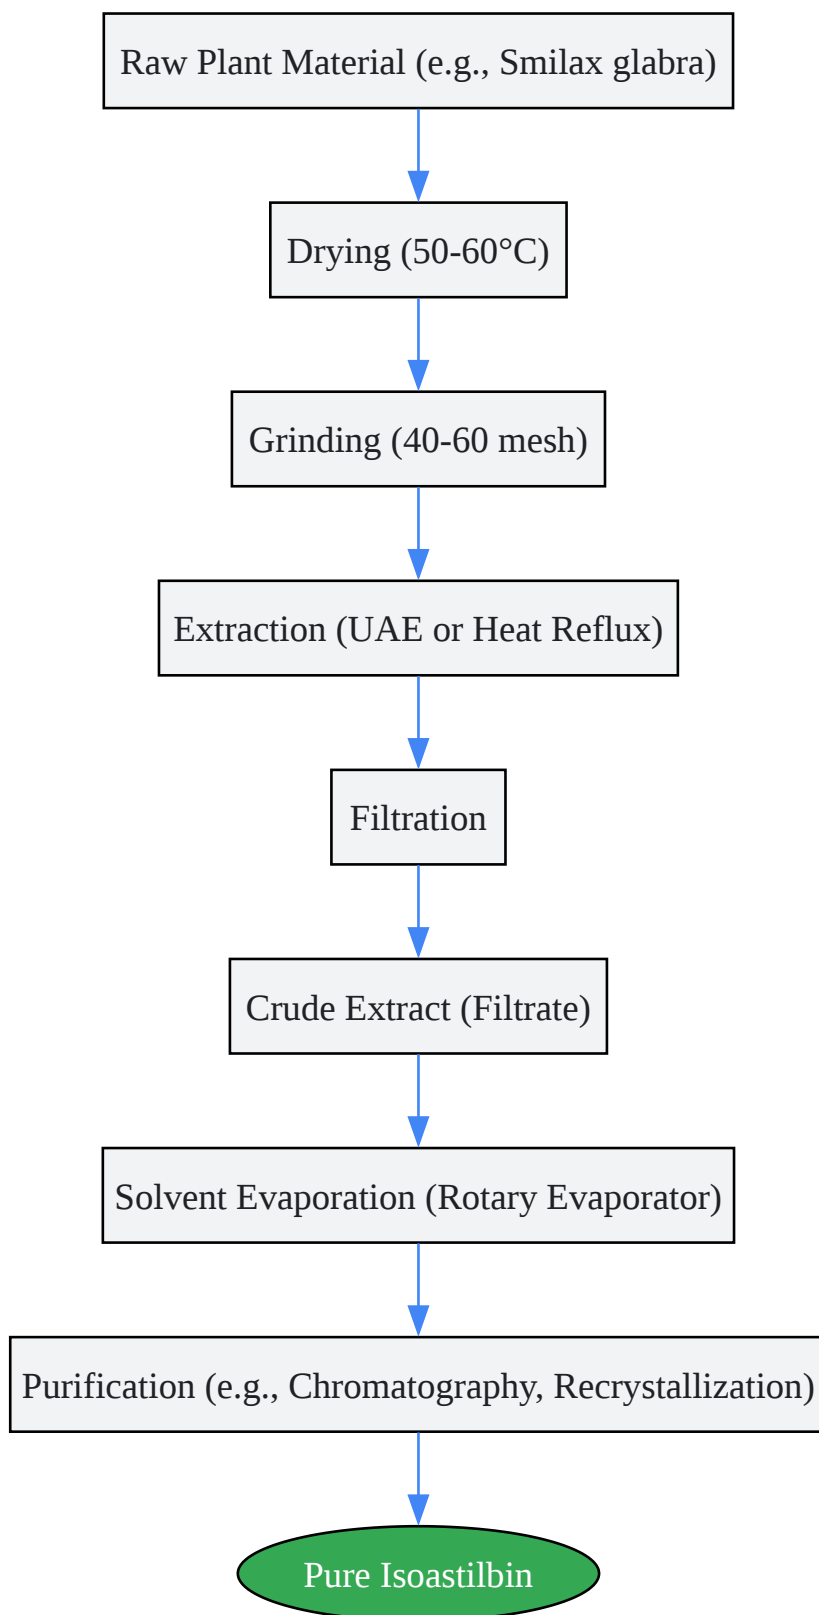 Raw Plant Material (e.g., Smilax glabra)
Drying (50-60°C)
Grinding (40-60 mesh)
Extraction (UAE or Heat Reflux)
Filtration
Crude Extract (Filtrate)
Solvent Evaporation (Rotary Evaporator)
Purification (e.g., Chromatography, Recrystallization)
Pure Isoastilbin